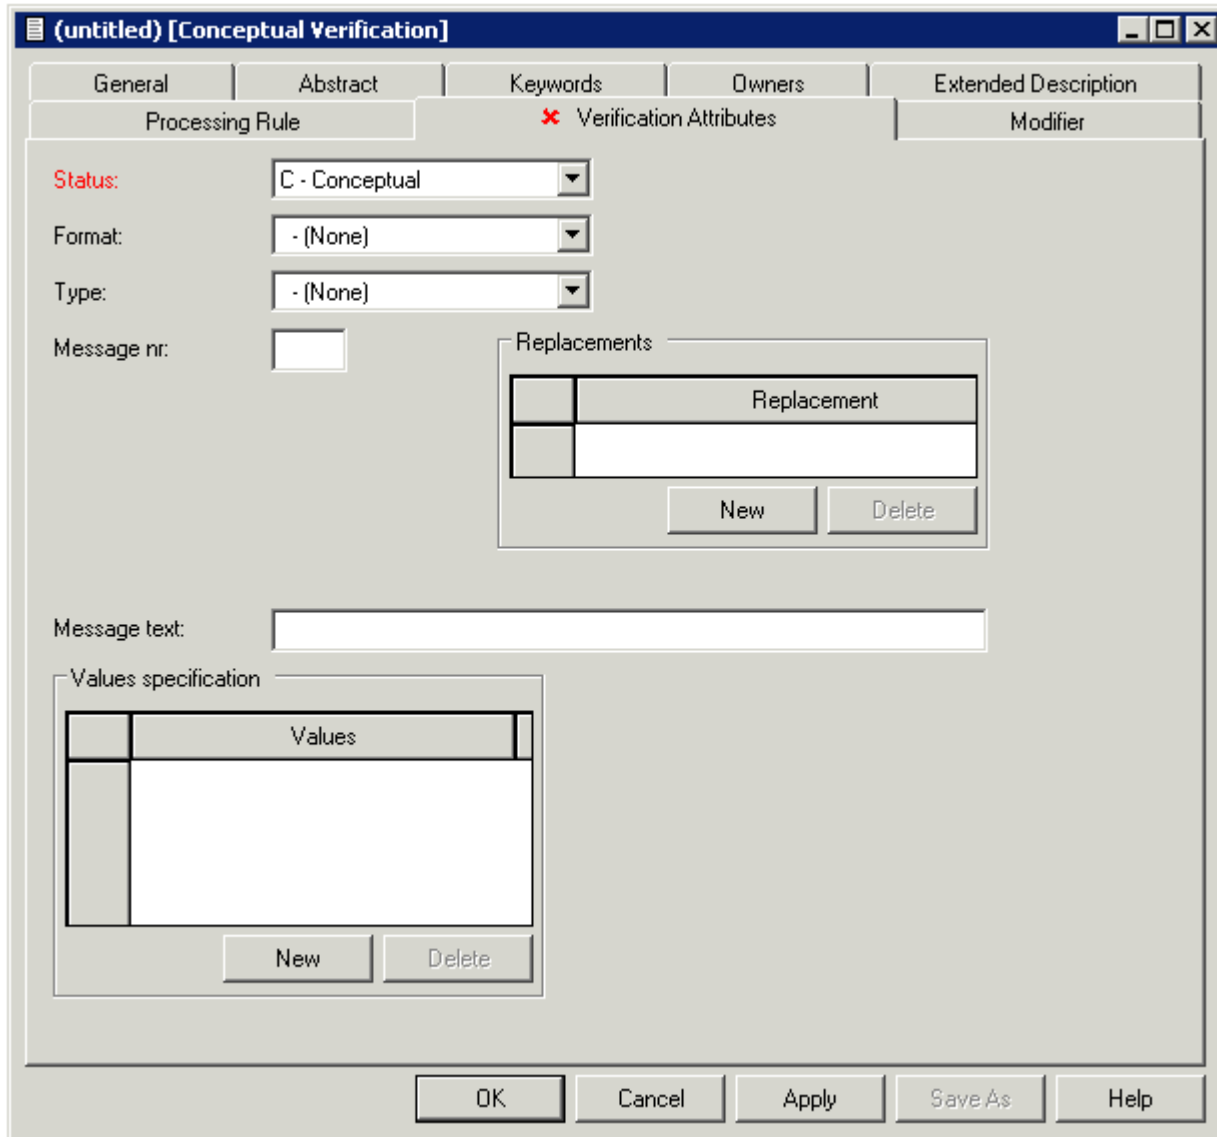 (untitled) [Conceptual Verification]
General Abstract Keywords Owners Extended Description
Processing Rule Verification Attributes Modifier
Status: C - Conceptual
Format: - (None)
Type: - (None)
Message nr:
Replacements
Replacement
New Delete
Message text:
Values specification
Values
New Delete
OK Cancel Apply Save As Help